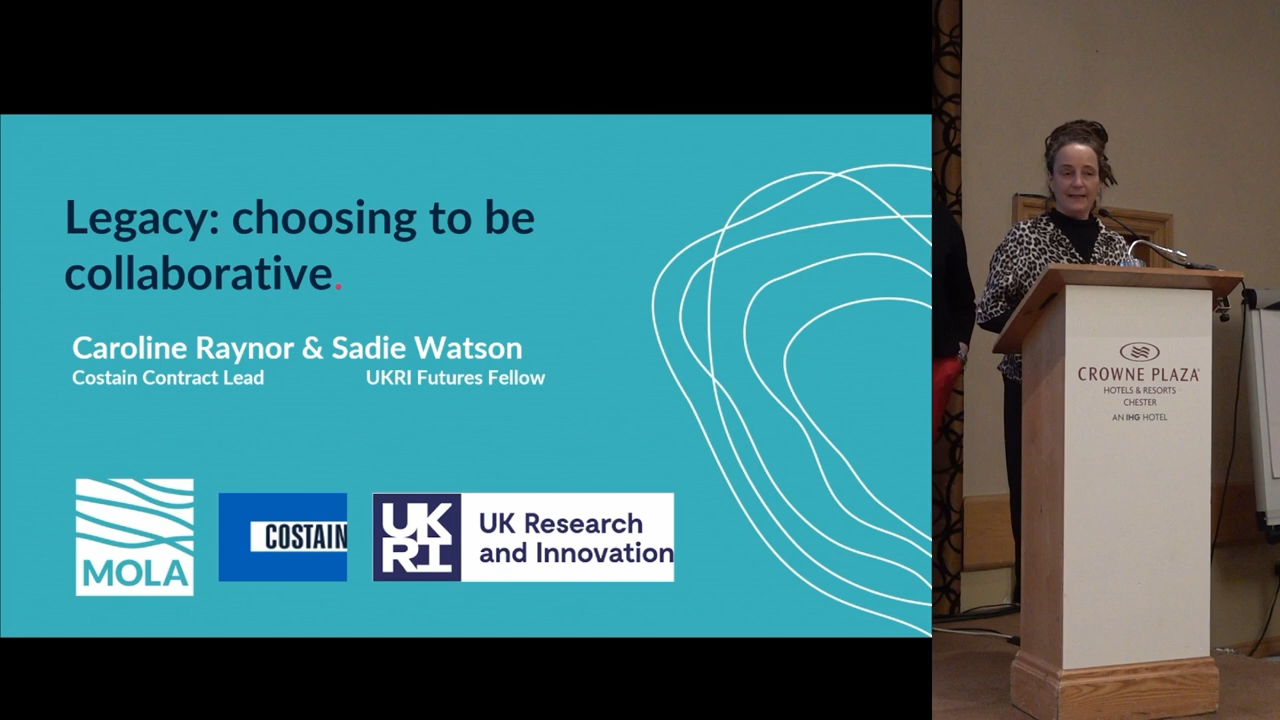 Legacy: choosing to be
collaborative.
Caroline Raynor & Sadie Watson
Costain Contract Lead
UKRI Futures Fellow
MOLA
COSTAIN
UK
RI
UK Research
and Innovation
CROWNE PLAZA
HOTELS & RESORTS
CHESTER
AN IHG HOTEL